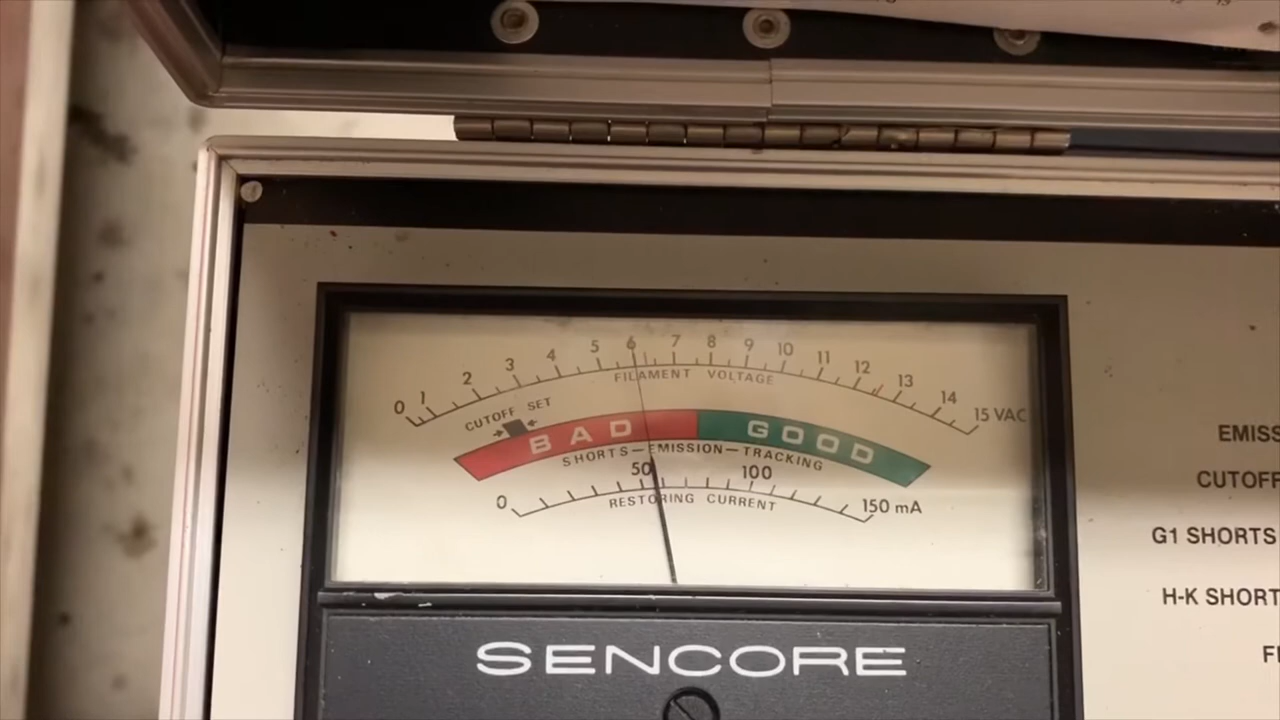 0 1 2 3 4 5 6 7 8 9 10 11 12 13 14 15 VAC
FILAMENT VOLTAGE
CUTOFF SET
BAD GOOD
SHORTS—EMISSION—TRACKING
0 50 100 150 mA
RESTORING CURRENT
SENCORE
EMISS
CUTOFF
G1 SHORTS
H-K SHORT